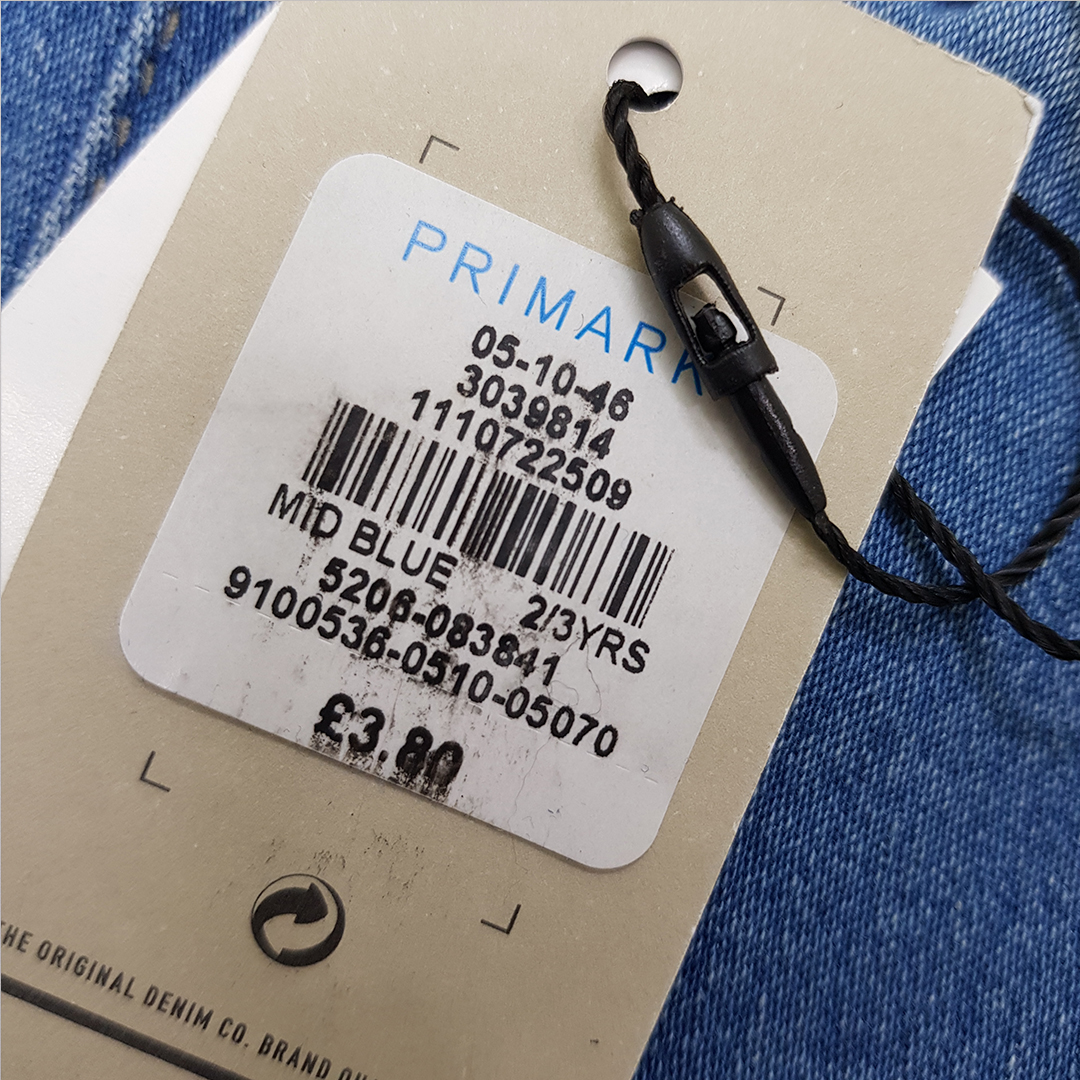 PRIMARK
05-10-46
3039814
1110722509
MID BLUE 2/3YRS
5206-083841
9100536-0510-05070
£3.80
THE ORIGINAL DENIM CO. BRAND